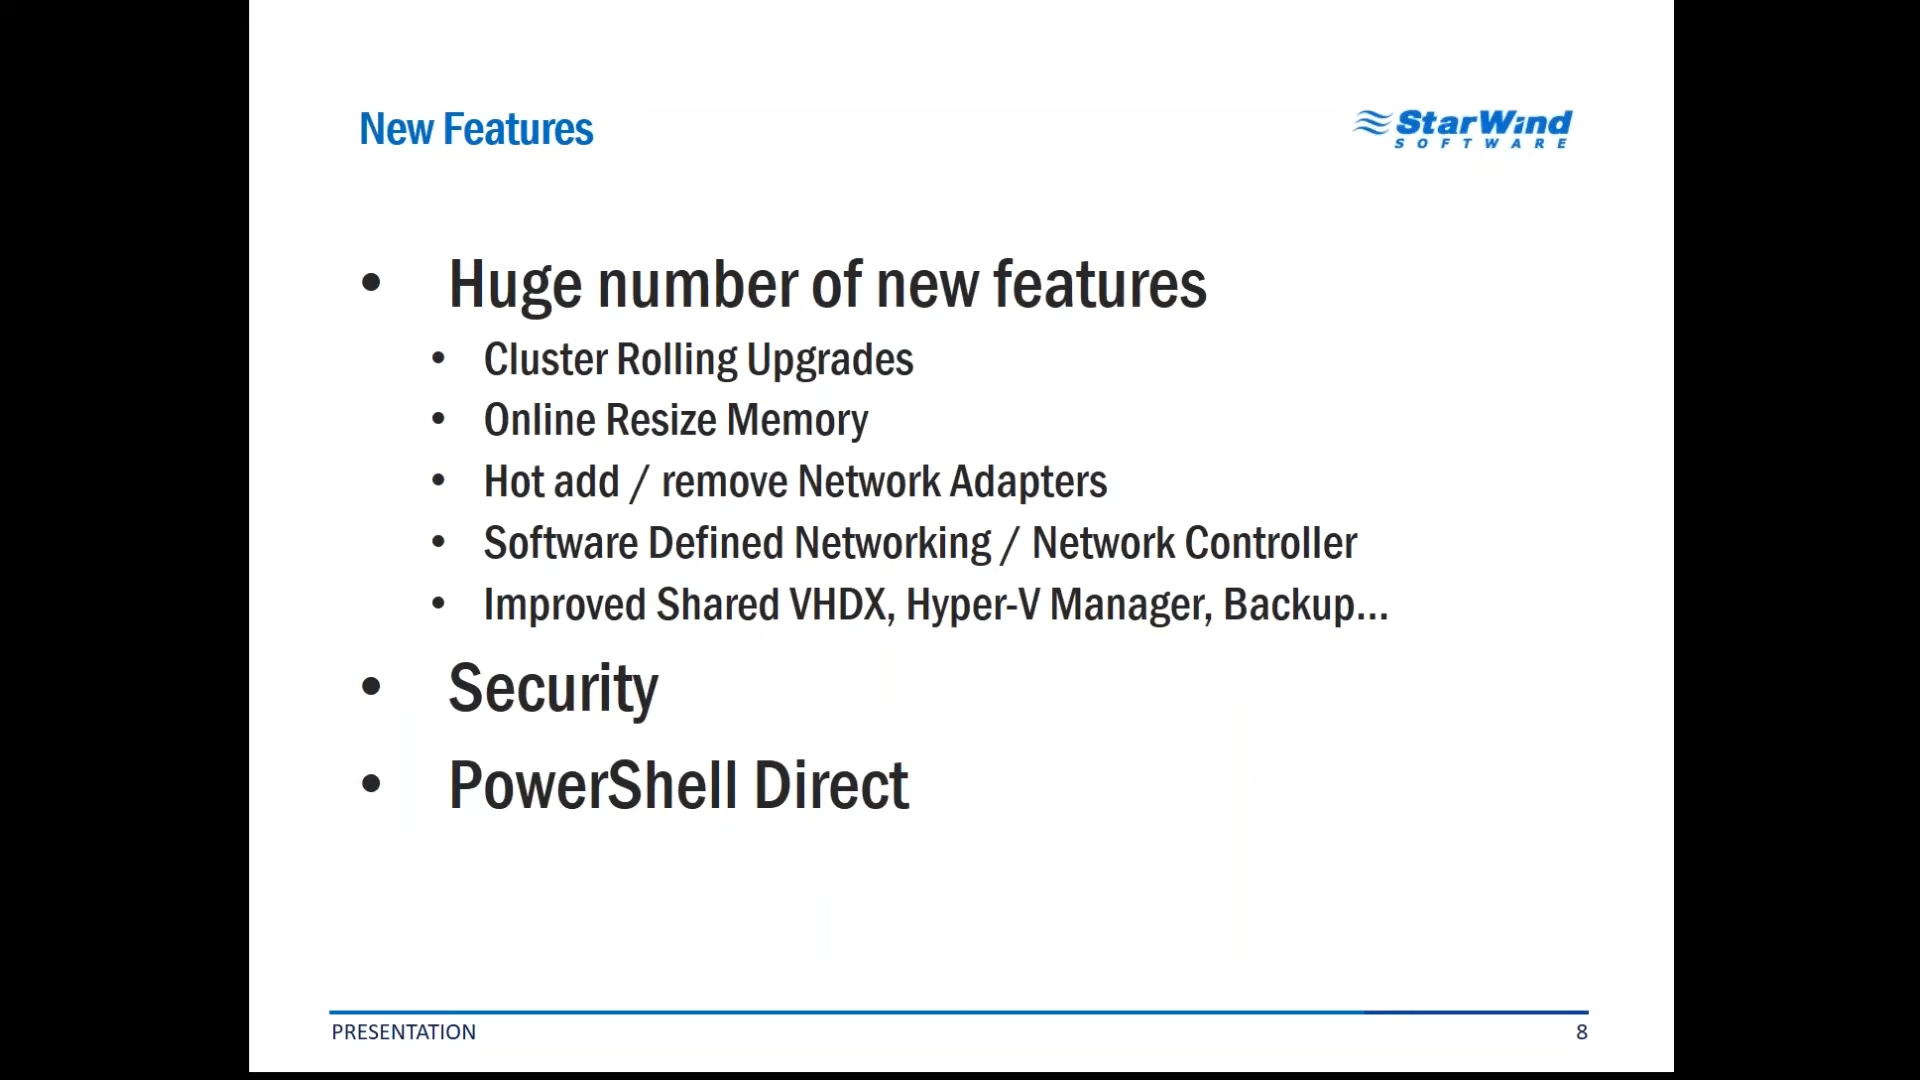 New Features
StarWind
SOFTWARE
• Huge number of new features
• Cluster Rolling Upgrades
• Online Resize Memory
• Hot add / remove Network Adapters
• Software Defined Networking / Network Controller
• Improved Shared VHDX, Hyper-V Manager, Backup...
• Security
• PowerShell Direct
PRESENTATION
8